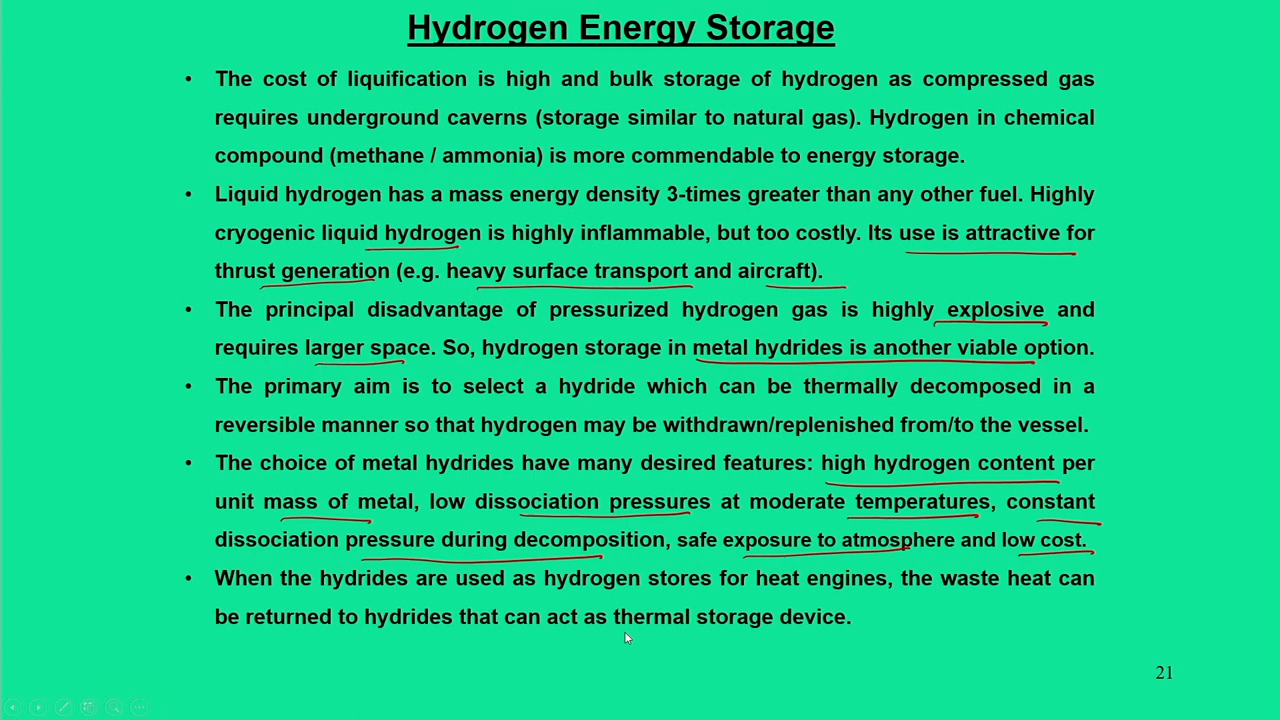 Hydrogen Energy Storage
• The cost of liquification is high and bulk storage of hydrogen as compressed gas
requires underground caverns (storage similar to natural gas). Hydrogen in chemical
compound (methane / ammonia) is more commendable to energy storage.
• Liquid hydrogen has a mass energy density 3-times greater than any other fuel. Highly
cryogenic liquid hydrogen is highly inflammable, but too costly. Its use is attractive for
thrust generation (e.g. heavy surface transport and aircraft).
• The principal disadvantage of pressurized hydrogen gas is highly explosive and
requires larger space. So, hydrogen storage in metal hydrides is another viable option.
• The primary aim is to select a hydride which can be thermally decomposed in a
reversible manner so that hydrogen may be withdrawn/replenished from/to the vessel.
• The choice of metal hydrides have many desired features: high hydrogen content per
unit mass of metal, low dissociation pressures at moderate temperatures, constant
dissociation pressure during decomposition, safe exposure to atmosphere and low cost.
• When the hydrides are used as hydrogen stores for heat engines, the waste heat can
be returned to hydrides that can act as thermal storage device.
21